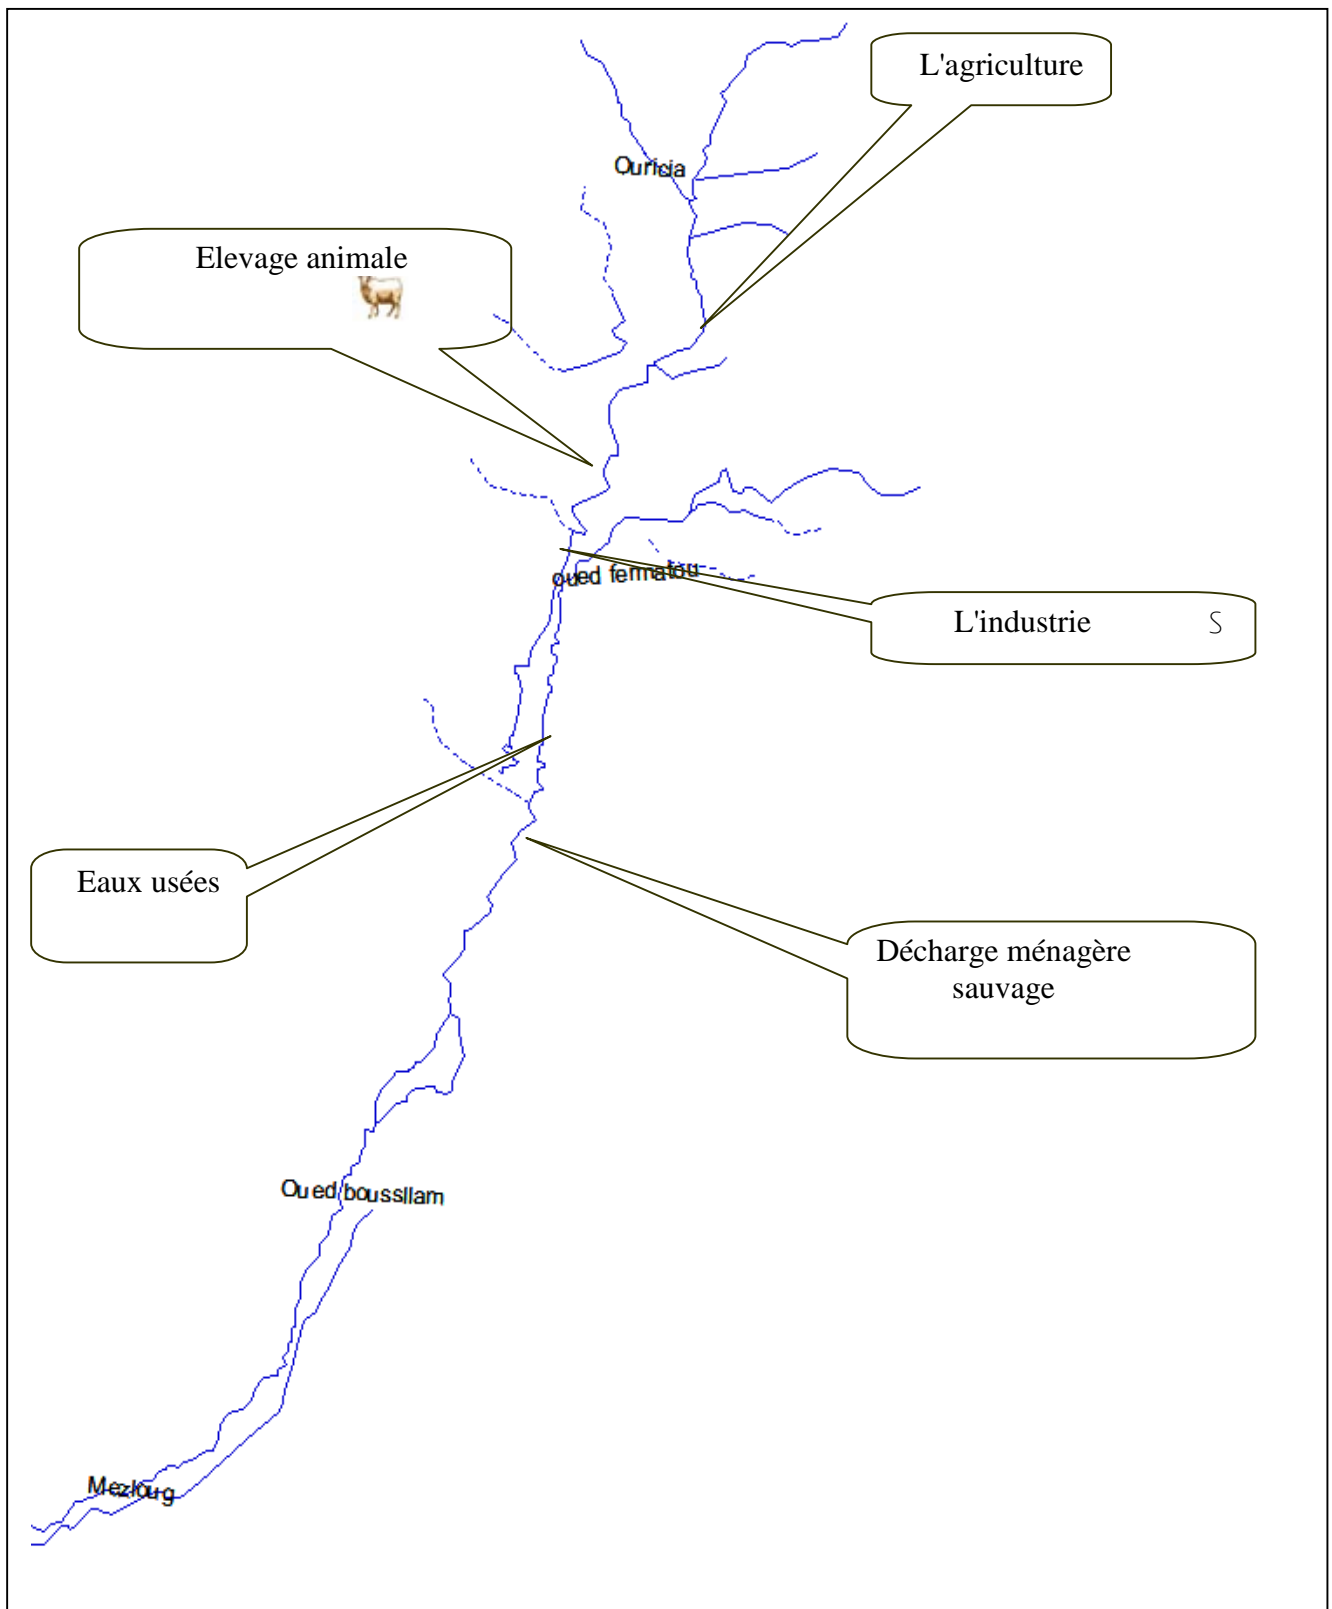 L'agriculture
Ouricia
Elevage animale
oued fermatou
L'industrie S
Eaux usées
Décharge ménagère
sauvage
Oued boussllam
Mezloug